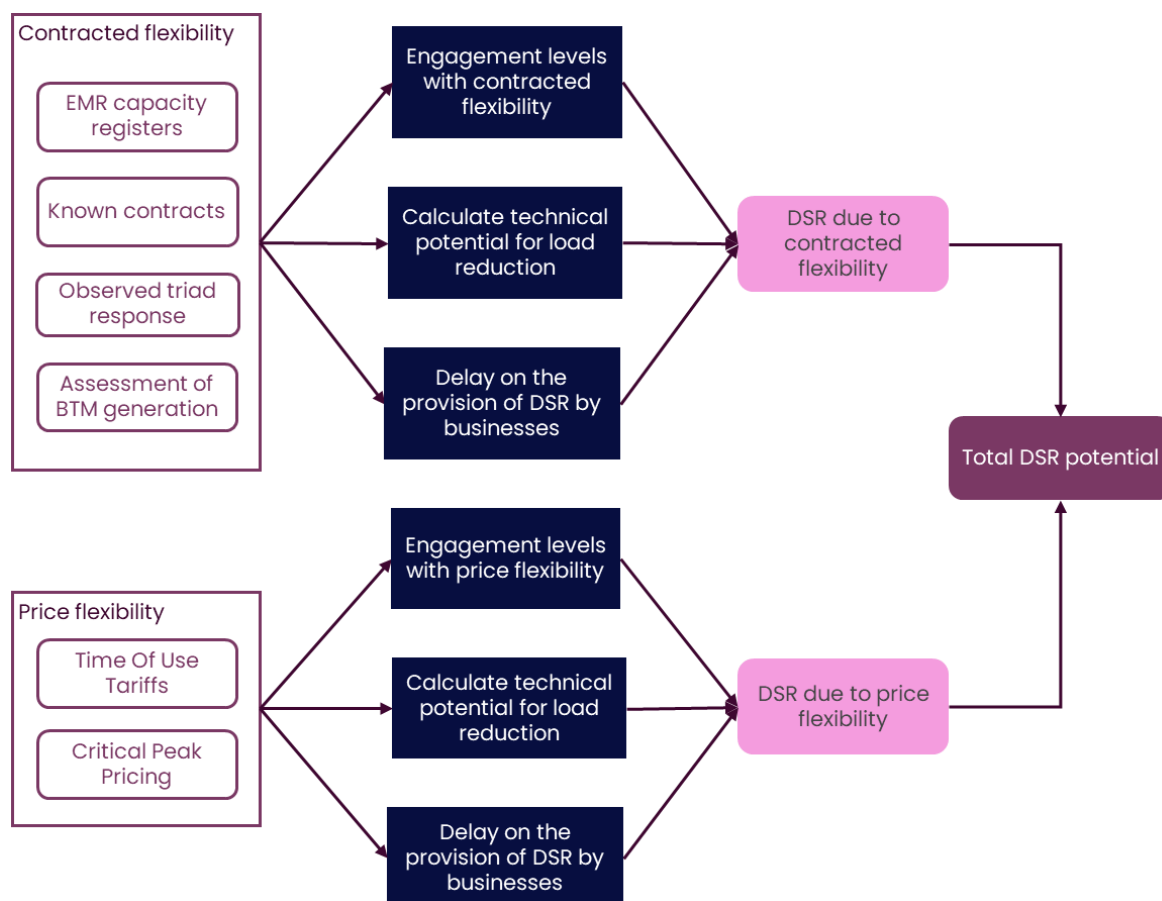 Contracted flexibility
EMR capacity
registers
Known contracts
Observed triad
response
Assessment of
BTM generation
Engagement levels
with contracted
flexibility
Calculate technical
potential for load
reduction
Delay on the
provision of DSR by
businesses
DSR due to
contracted
flexibility
Total DSR potential
Price flexibility
Time Of Use
Tariffs
Critical Peak
Pricing
Engagement levels
with price flexibility
Calculate technical
potential for load
reduction
Delay on the
provision of DSR by
businesses
DSR due to price
flexibility